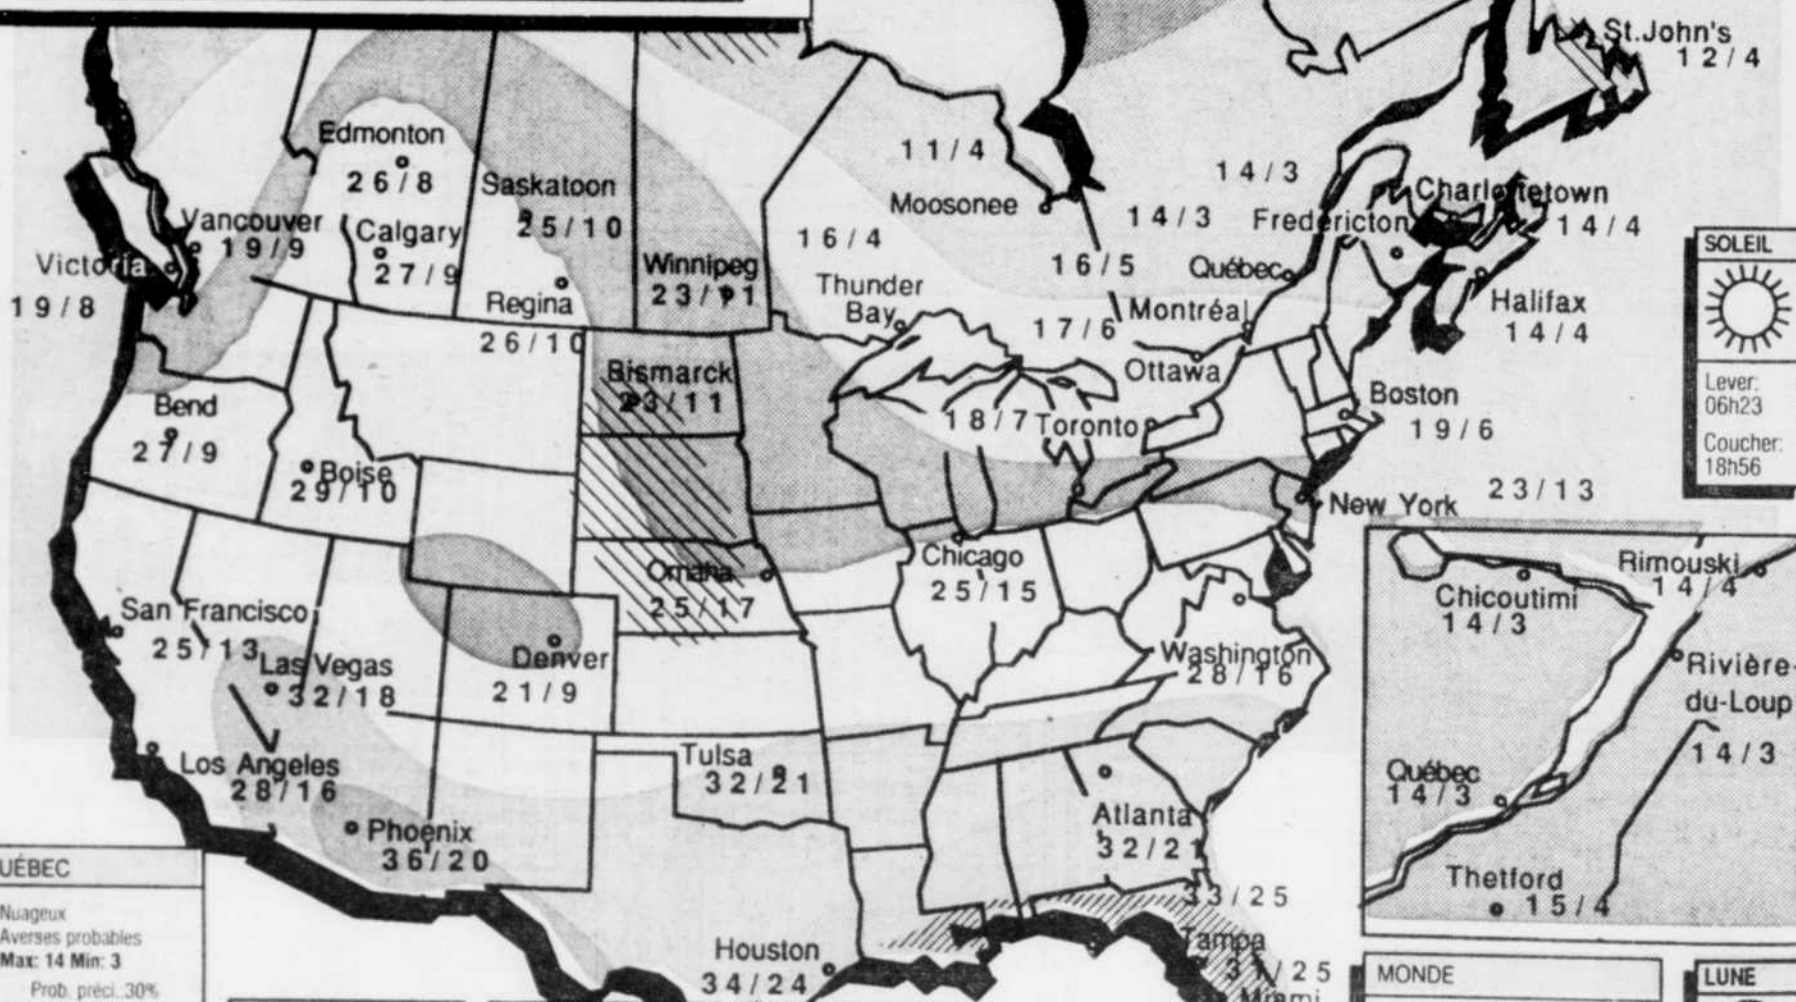 St.John's
12/4
Edmonton
26/8
Saskatoon
25/10
Vancouver
19/9
Calgary
27/9
Victoria
19/8
Winnipeg
23/11
Regina
26/10
11/4
Moosonee
16/4
Thunder
Bay
14/3
14/3
Charlottetown
14/4
Fredericton
16/5
Québec
Montréal
17/6
Ottawa
Halifax
14/4
SOLEIL
Lever:
06h23
Coucher:
18h56
Bismarck
23/11
Bend
27/9
Boise
29/10
18/7
Toronto
Boston
19/6
New York
23/13
Chicago
25/15
Omaha
25/17
San Francisco
25/13
Las Vegas
32/18
Denver
21/9
Washington
28/16
Los Angeles
28/16
Phoenix
36/20
Tulsa
32/21
Atlanta
32/21
33/25
Houston
34/24
Tampa
31/25
Miami
Rimouski
14/4
Chicoutimi
14/3
Rivière-
du-Loup
14/3
Québec
14/3
Thetford
15/4
UÉBEC
Nuageux
Averses probables
Max: 14 Min: 3
Prob. préci.:30%
MONDE
LUNE